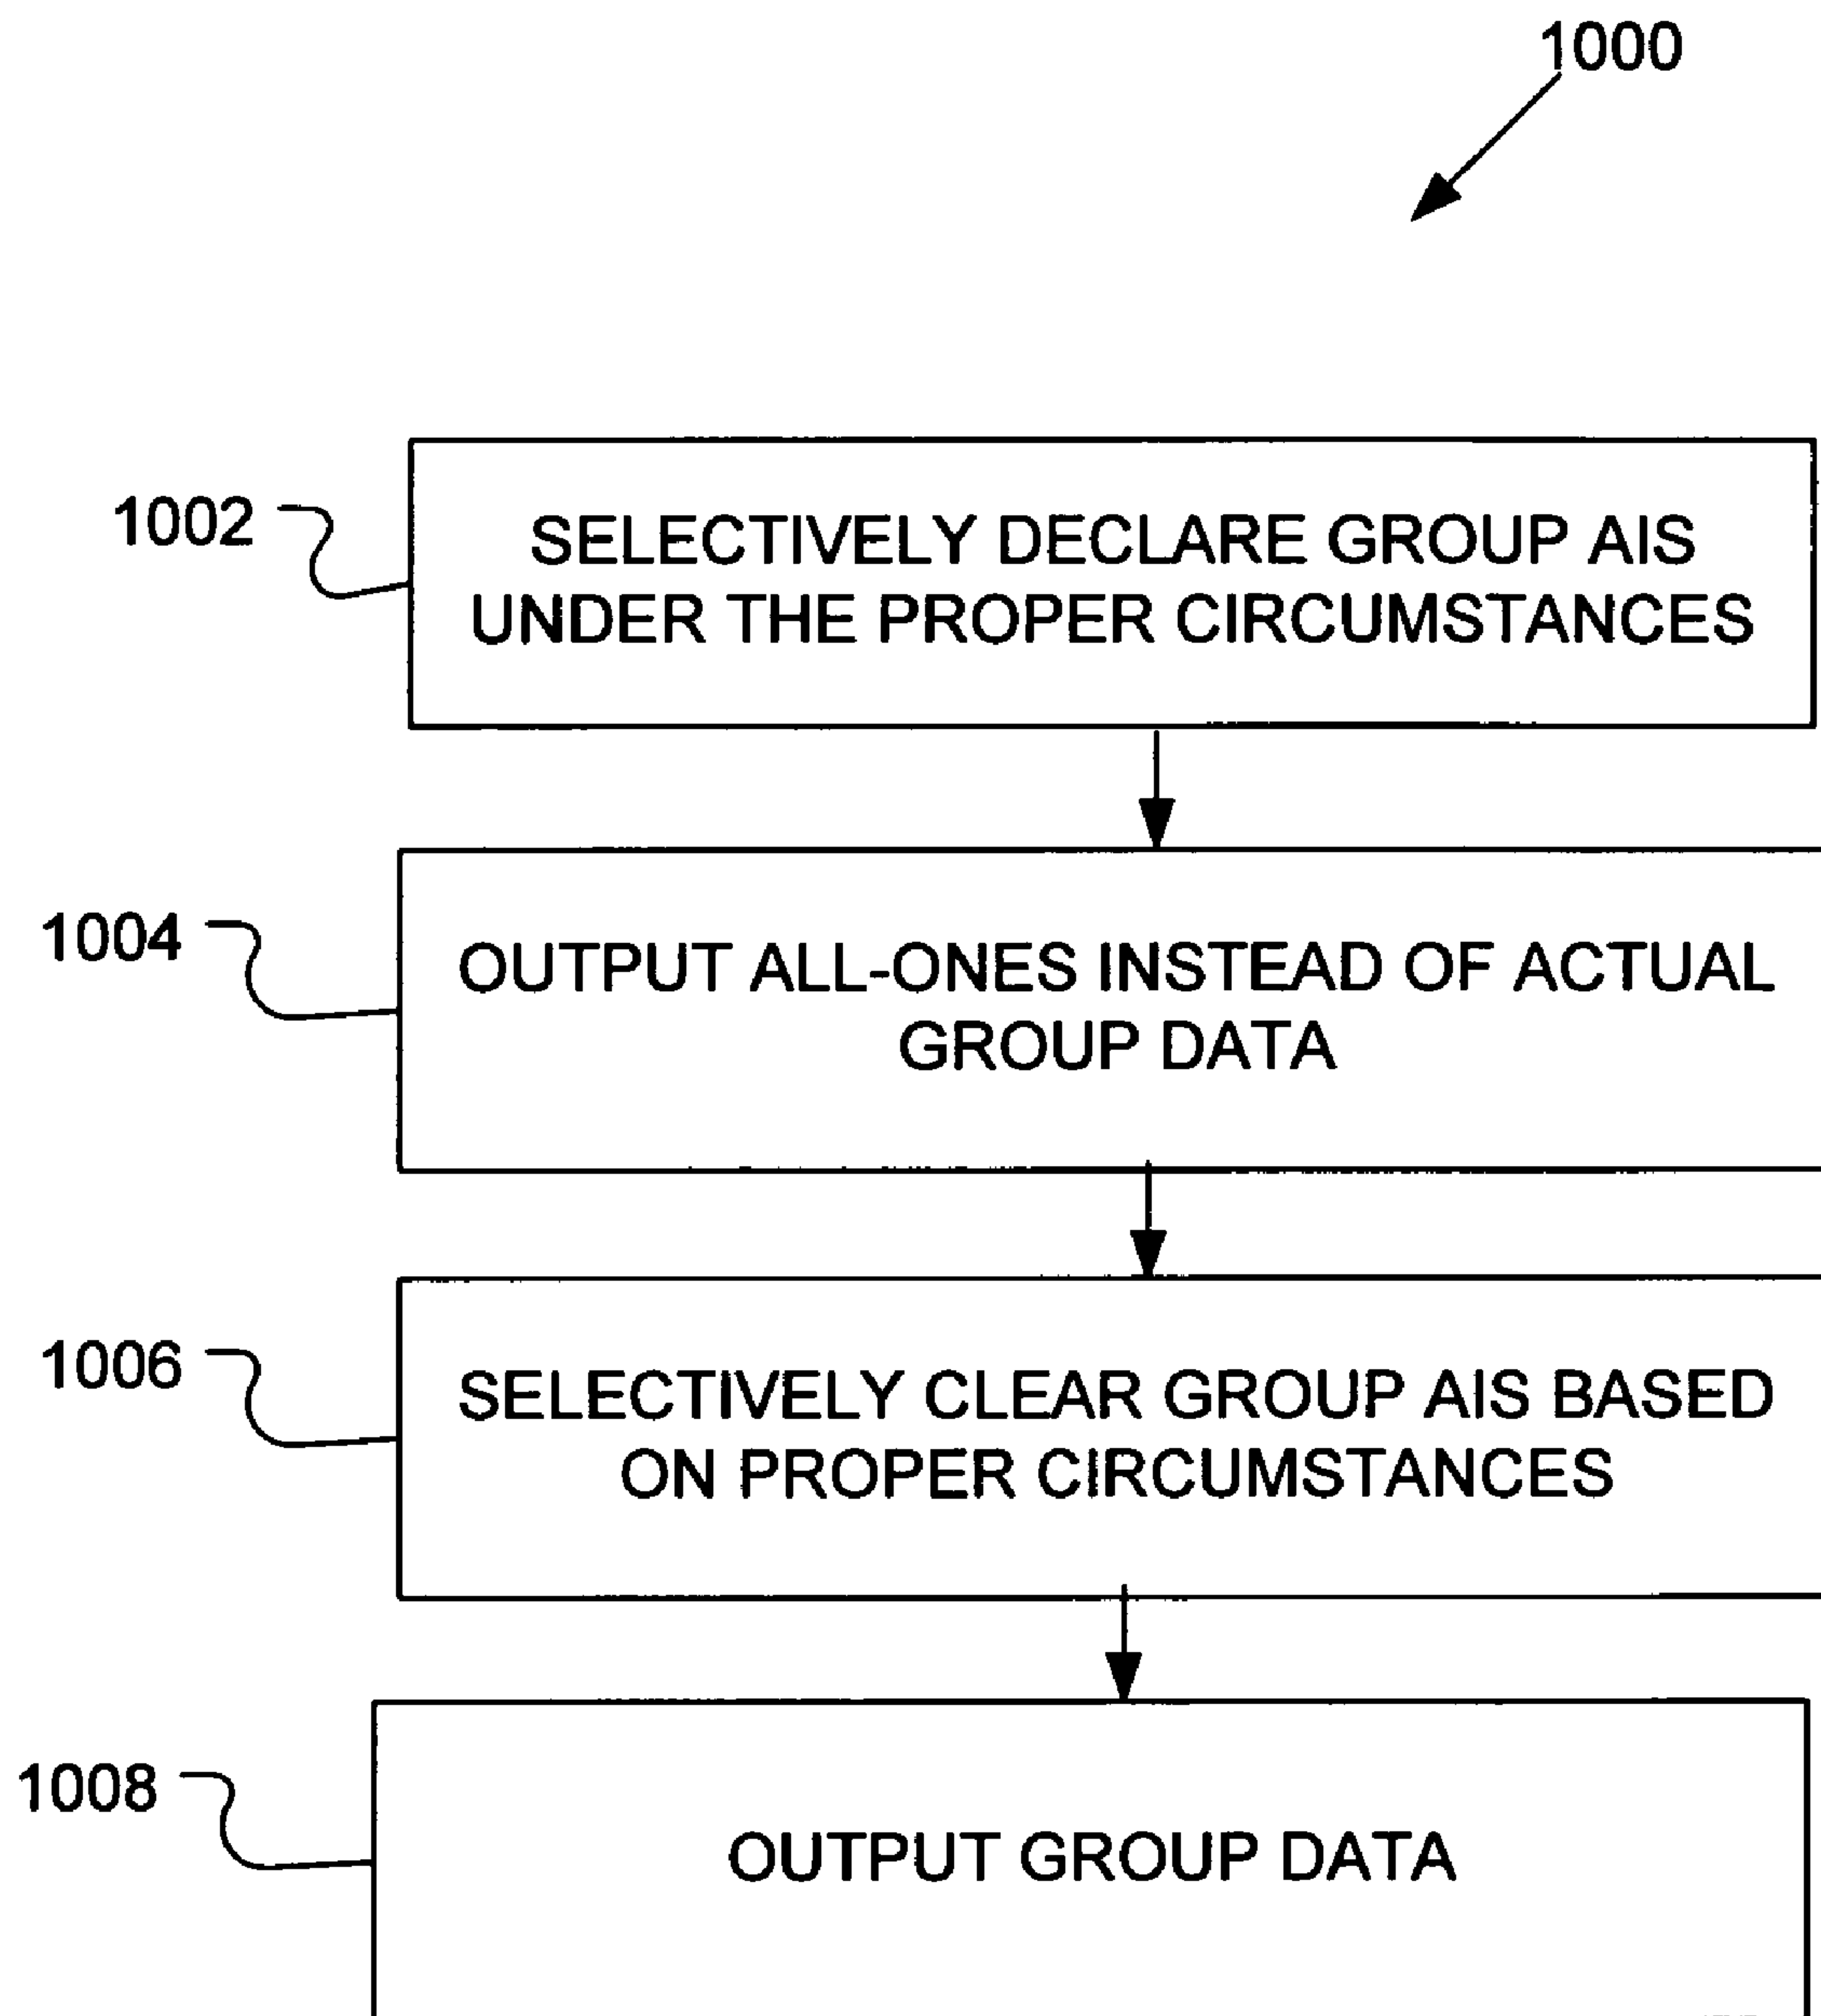 1000
1002
SELECTIVELY DECLARE GROUP AIS
UNDER THE PROPER CIRCUMSTANCES
1004
OUTPUT ALL-ONES INSTEAD OF ACTUAL
GROUP DATA
1006
SELECTIVELY CLEAR GROUP AIS BASED
ON PROPER CIRCUMSTANCES
1008
OUTPUT GROUP DATA